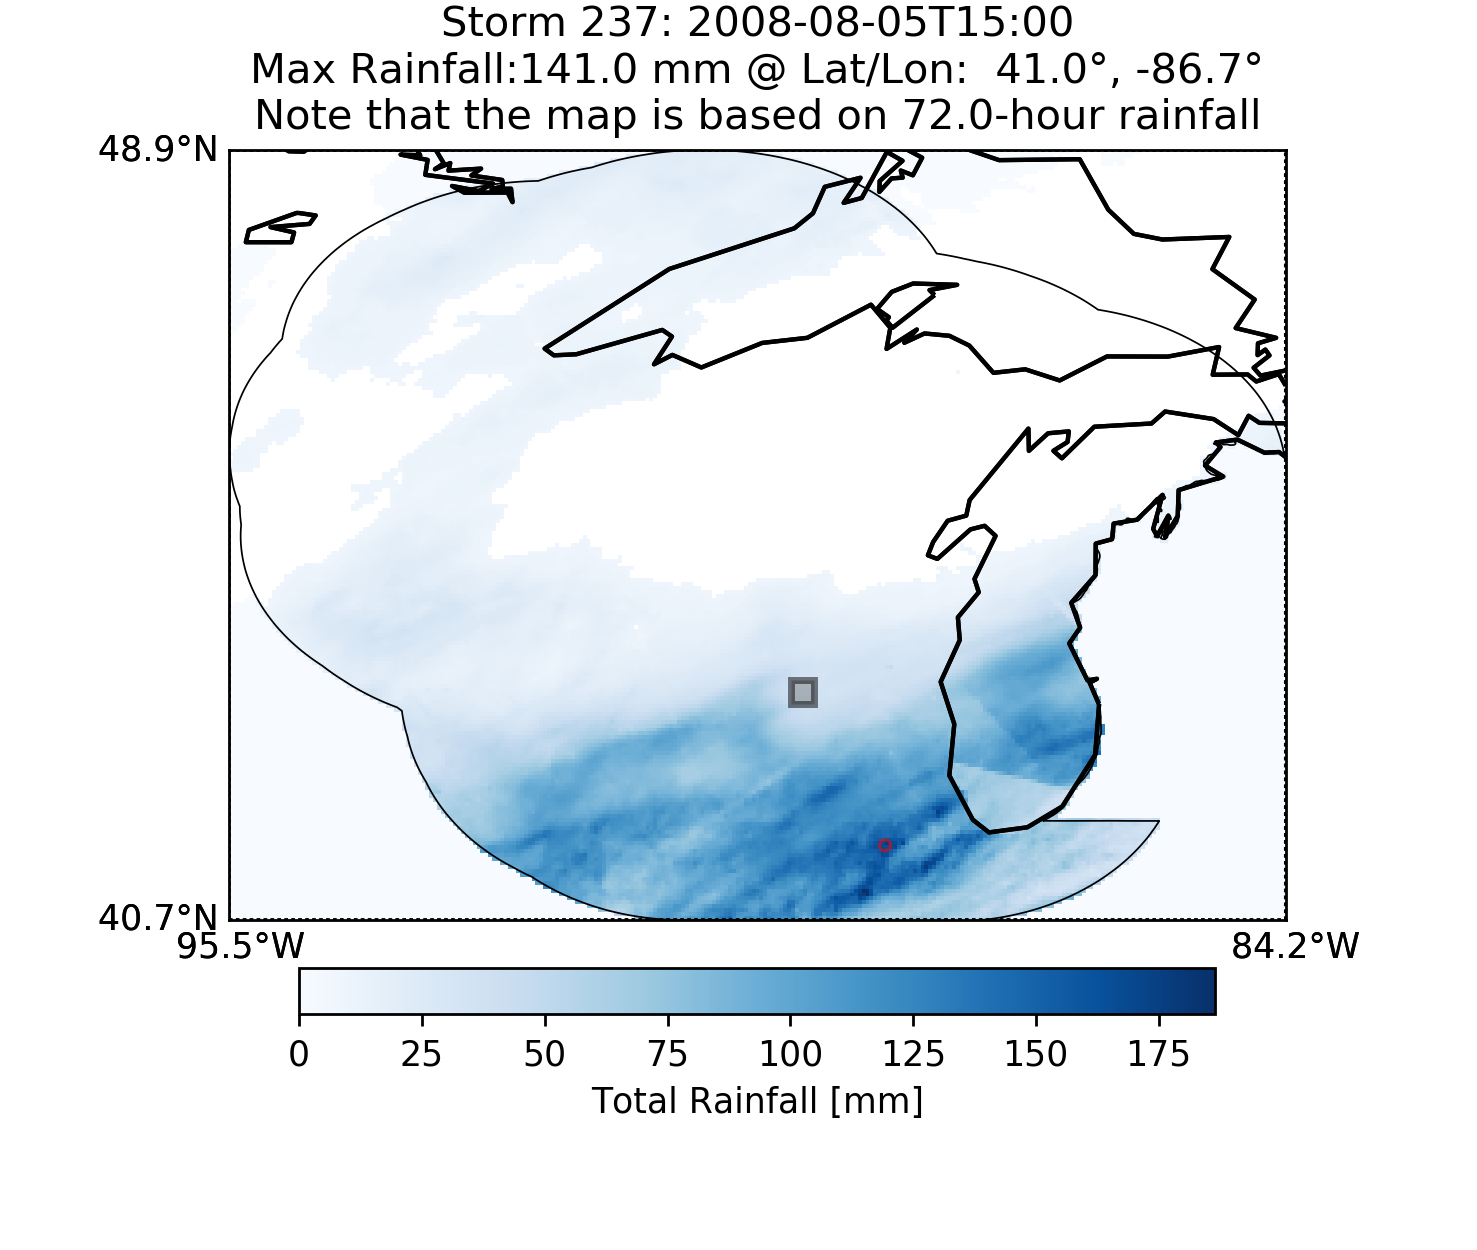 Storm 237: 2008-08-05T15:00
Max Rainfall:141.0 mm @ Lat/Lon:  41.0°, -86.7°
Note that the map is based on 72.0-hour rainfall
48.9°N
40.7°N
95.5°W 84.2°W
0 25 50 75 100 125 150 175
Total Rainfall [mm]